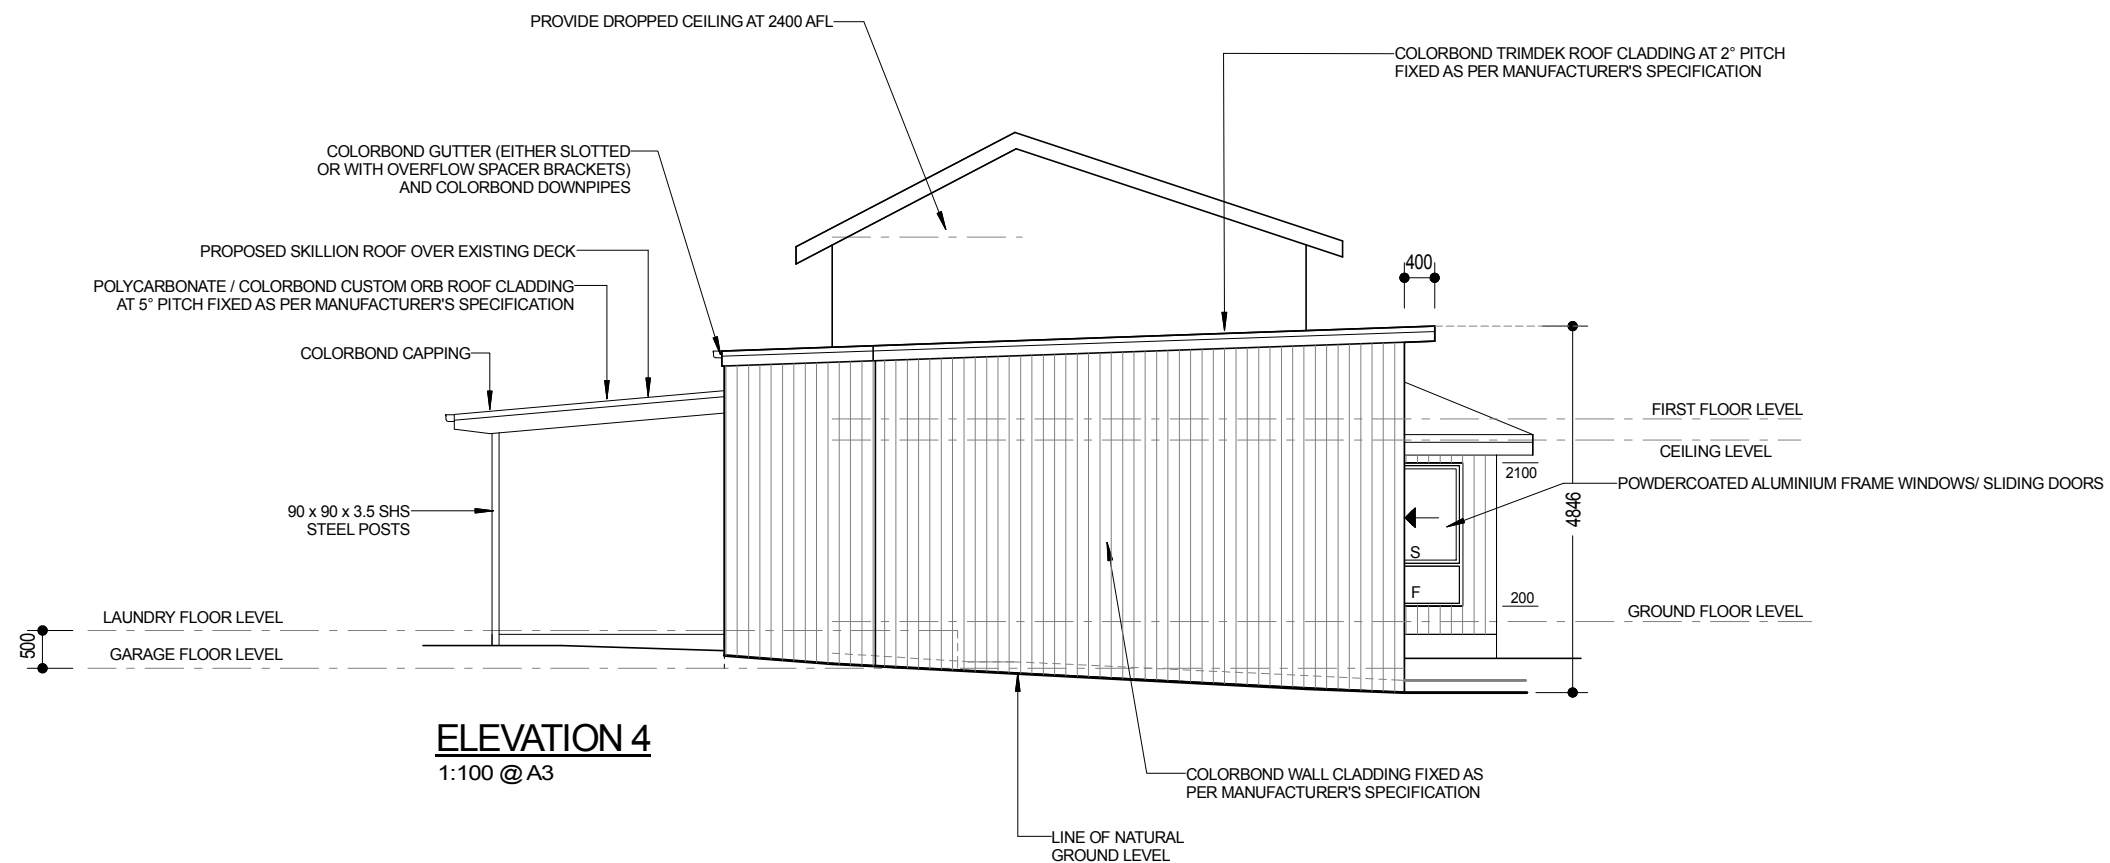 PROVIDE DROPPED CEILING AT 2400 AFL
COLORBOND TRIMDEK ROOF CLADDING AT 2° PITCH
FIXED AS PER MANUFACTURER'S SPECIFICATION
COLORBOND GUTTER (EITHER SLOTTED
OR WITH OVERFLOW SPACER BRACKETS)
AND COLORBOND DOWNPIPES
PROPOSED SKILLION ROOF OVER EXISTING DECK
400
POLYCARBONATE / COLORBOND CUSTOM ORB ROOF CLADDING
AT 5° PITCH FIXED AS PER MANUFACTURER'S SPECIFICATION
COLORBOND CAPPING
FIRST FLOOR LEVEL
CEILING LEVEL
2100
POWDERCOATED ALUMINIUM FRAME WINDOWS/ SLIDING DOORS
4846
90 x 90 x 3.5 SHS
STEEL POSTS
S
F
200
GROUND FLOOR LEVEL
LAUNDRY FLOOR LEVEL
500
GARAGE FLOOR LEVEL
ELEVATION 4
1:100 @ A3
COLORBOND WALL CLADDING FIXED AS
PER MANUFACTURER'S SPECIFICATION
LINE OF NATURAL
GROUND LEVEL